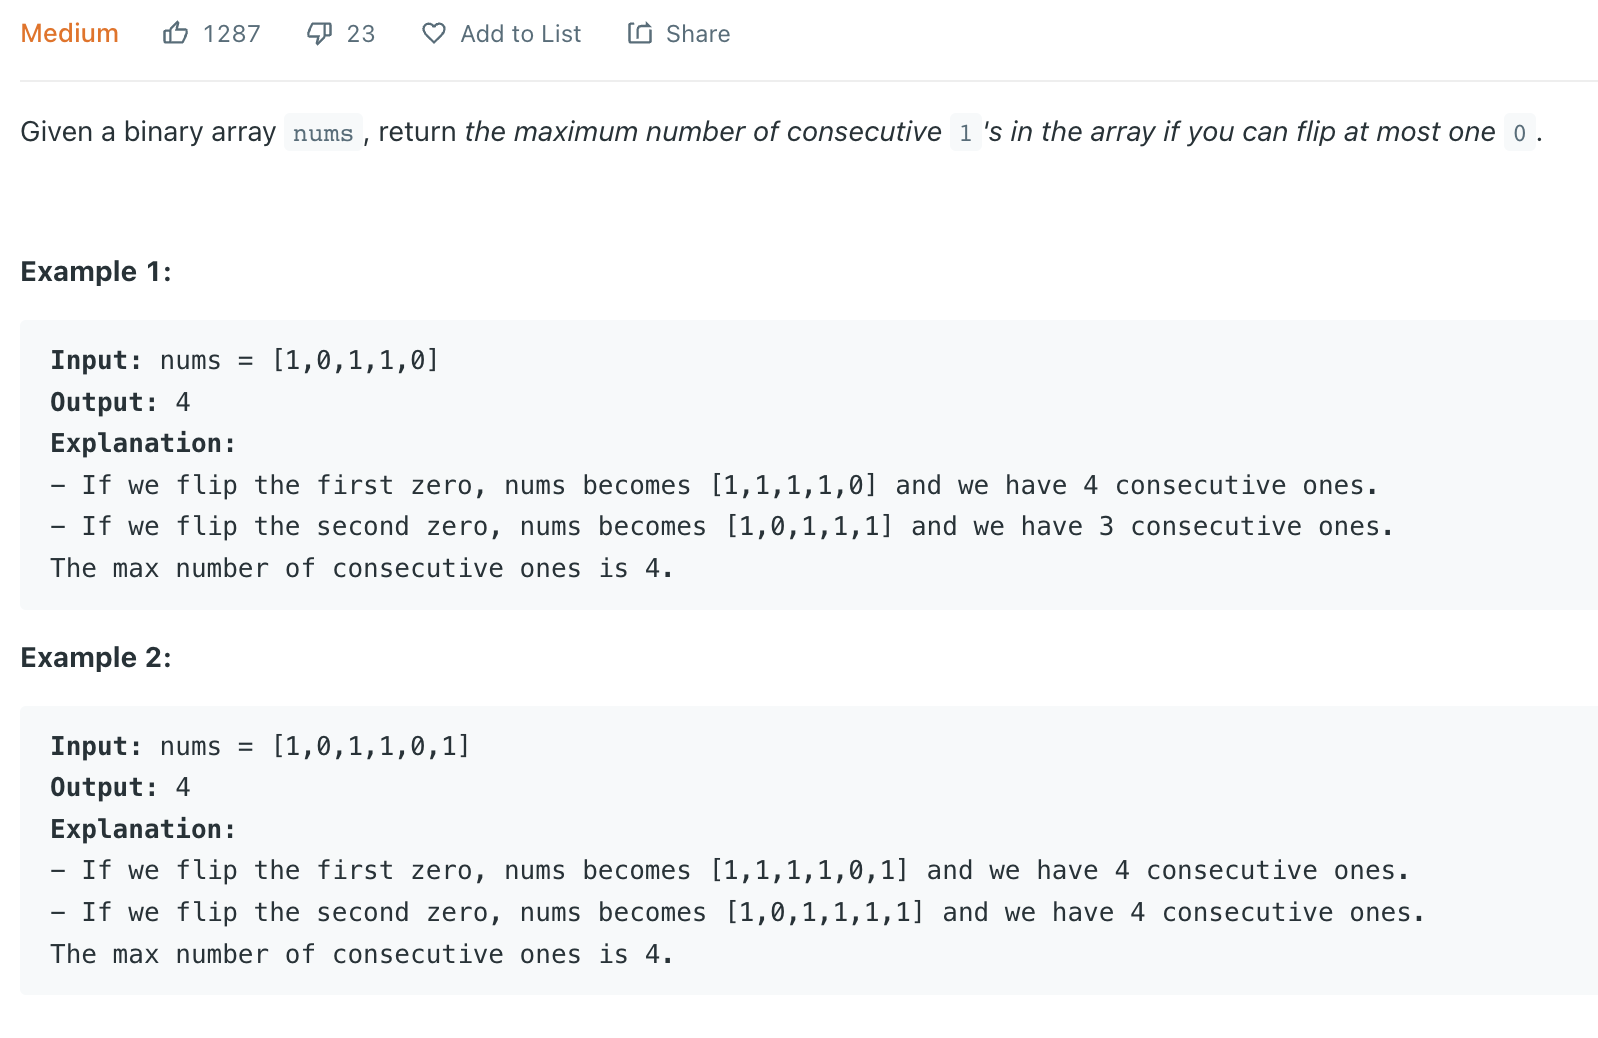 Medium 1287 23 Add to List Share
Given a binary array nums, return the maximum number of consecutive 1's in the array if you can flip at most one 0.
Example 1:
Input: nums = [1,0,1,1,0]
Output: 4
Explanation:
– If we flip the first zero, nums becomes [1,1,1,1,0] and we have 4 consecutive ones.
– If we flip the second zero, nums becomes [1,0,1,1,1] and we have 3 consecutive ones.
The max number of consecutive ones is 4.
Example 2:
Input: nums = [1,0,1,1,0,1]
Output: 4
Explanation:
– If we flip the first zero, nums becomes [1,1,1,1,0,1] and we have 4 consecutive ones.
– If we flip the second zero, nums becomes [1,0,1,1,1,1] and we have 4 consecutive ones.
The max number of consecutive ones is 4.